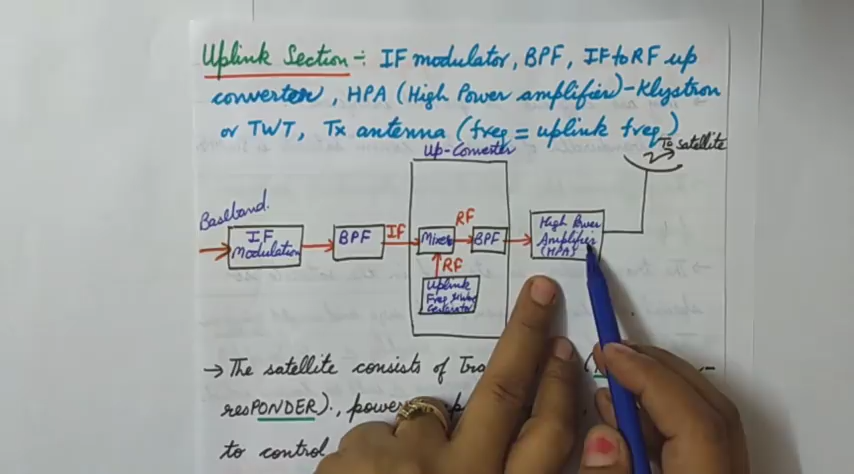 Uplink Section :- IF modulator, BPF, IF to RF up
converter, HPA (High Power amplifier) - Klystron
or TWT, Tx antenna (freq = uplink freq)
To satellite
Up-Converter
Baseband.
IF
Modulation
BPF
IF
Mixer
RF
BPF
High Power
Amplifier
(HPA)
RF
Uplink
Freq
Generator
→ The satellite consists of Tra
resPONDER)., power
to control